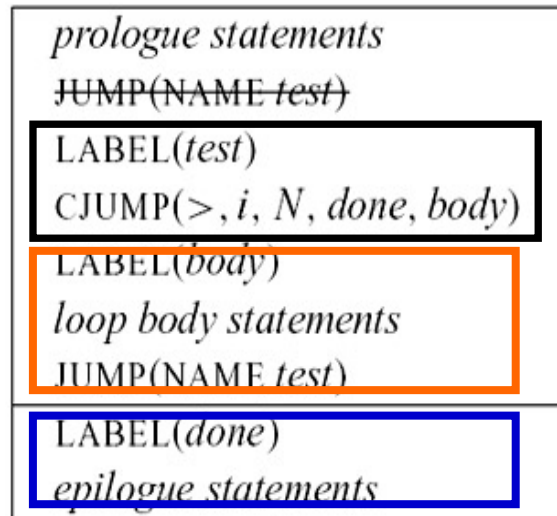 prologue statements
JUMP(NAME test)
LABEL(test)
CJUMP(>, i, N, done, body)
LABEL(body)
loop body statements
JUMP(NAME test)
LABEL(done)
epilogue statements